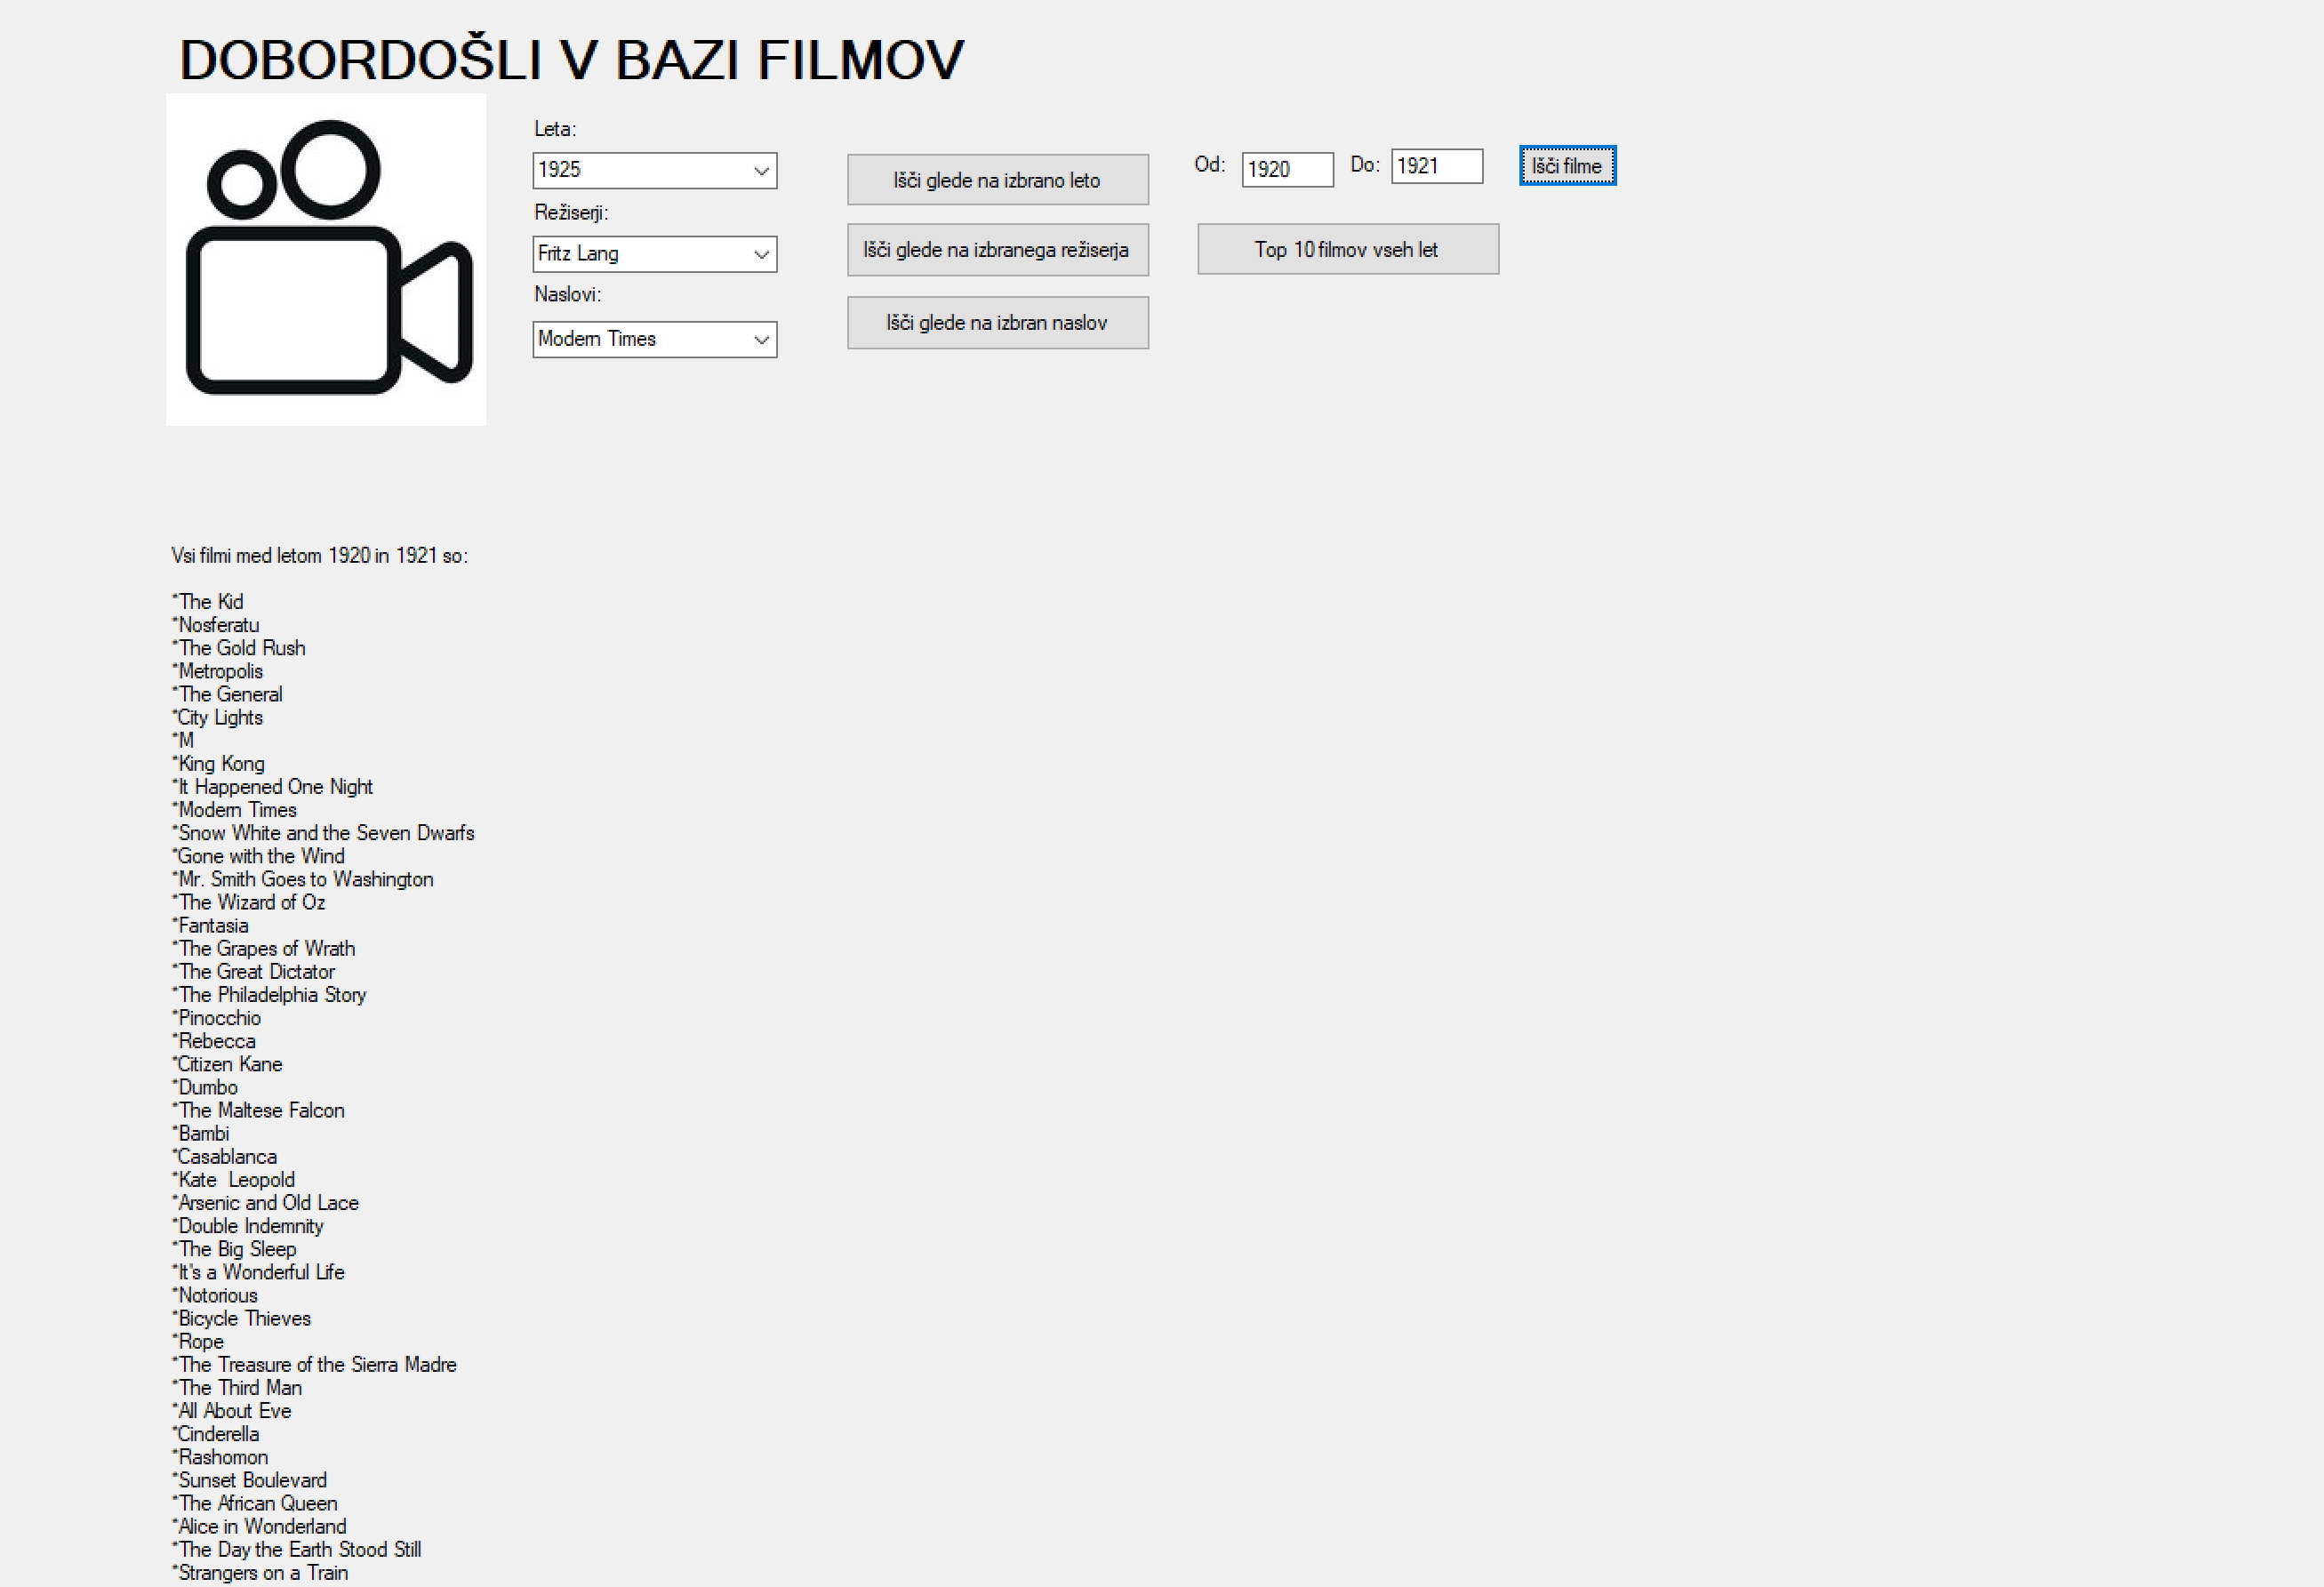 DOBORDOŠLI V BAZI FILMOV
Leta:
1925
Režiserji:
Fritz Lang
Naslovi:
Modern Times
Išči glede na izbrano leto
Išči glede na izbranega režiserja
Išči glede na izbran naslov
Od: 1920 Do: 1921 Išči filme
Top 10 filmov vseh let
Vsi filmi med letom 1920 in 1921 so:
*The Kid
*Nosferatu
*The Gold Rush
*Metropolis
*The General
*City Lights
*M
*King Kong
*It Happened One Night
*Modern Times
*Snow White and the Seven Dwarfs
*Gone with the Wind
*Mr. Smith Goes to Washington
*The Wizard of Oz
*Fantasia
*The Grapes of Wrath
*The Great Dictator
*The Philadelphia Story
*Pinocchio
*Rebecca
*Citizen Kane
*Dumbo
*The Maltese Falcon
*Bambi
*Casablanca
*Kate  Leopold
*Arsenic and Old Lace
*Double Indemnity
*The Big Sleep
*It's a Wonderful Life
*Notorious
*Bicycle Thieves
*Rope
*The Treasure of the Sierra Madre
*The Third Man
*All About Eve
*Cinderella
*Rashomon
*Sunset Boulevard
*The African Queen
*Alice in Wonderland
*The Day the Earth Stood Still
*Strangers on a Train